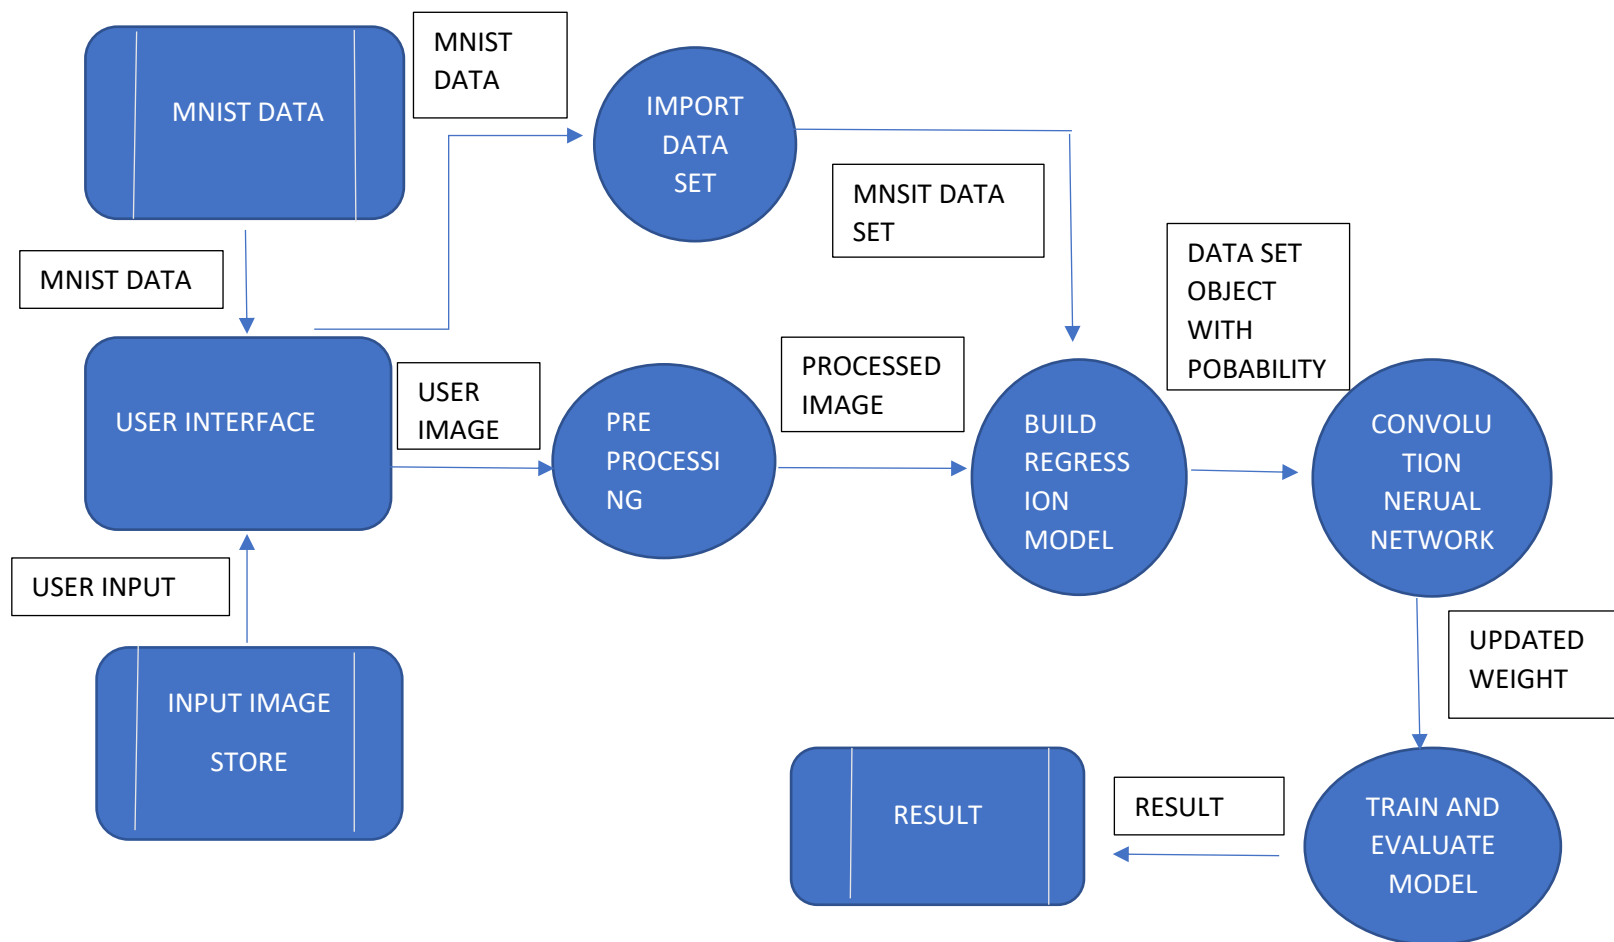 MNIST DATA
MNIST
DATA
IMPORT
DATA
SET
MNSIT DATA
SET
MNIST DATA
DATA SET
OBJECT
WITH
POBABILITY
USER INTERFACE
USER
IMAGE
PRE
PROCESSI
NG
PROCESSED
IMAGE
BUILD
REGRESS
ION
MODEL
CONVOLU
TION
NERUAL
NETWORK
USER INPUT
UPDATED
WEIGHT
INPUT IMAGE
STORE
RESULT
RESULT
TRAIN AND
EVALUATE
MODEL